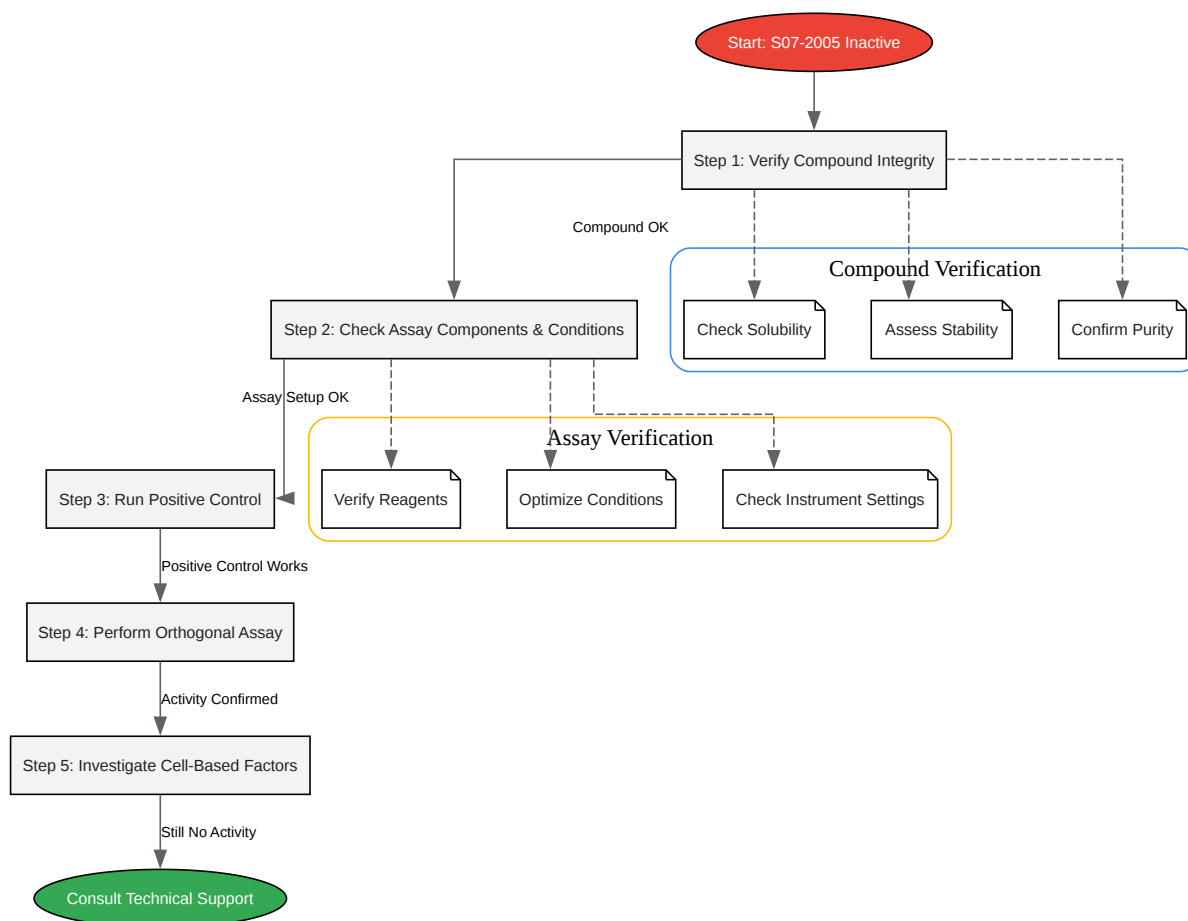 Start: S07-2005 Inactive
Step 1: Verify Compound Integrity
Compound OK
Compound Verification
Step 2: Check Assay Components & Conditions
Check Solubility
Assess Stability
Confirm Purity
Assay Setup OK
Assay Verification
Step 3: Run Positive Control
Verify Reagents
Optimize Conditions
Check Instrument Settings
Positive Control Works
Step 4: Perform Orthogonal Assay
Activity Confirmed
Step 5: Investigate Cell-Based Factors
Still No Activity
Consult Technical Support